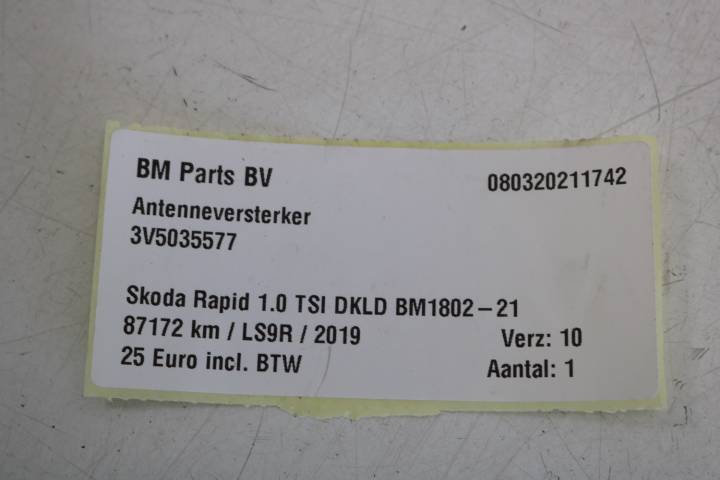 BM Parts BV 080320211742
Antenneversterker
3V5035577
Skoda Rapid 1.0 TSI DKLD BM1802-21
87172 km / LS9R / 2019 Verz: 10
25 Euro incl. BTW Aantal: 1